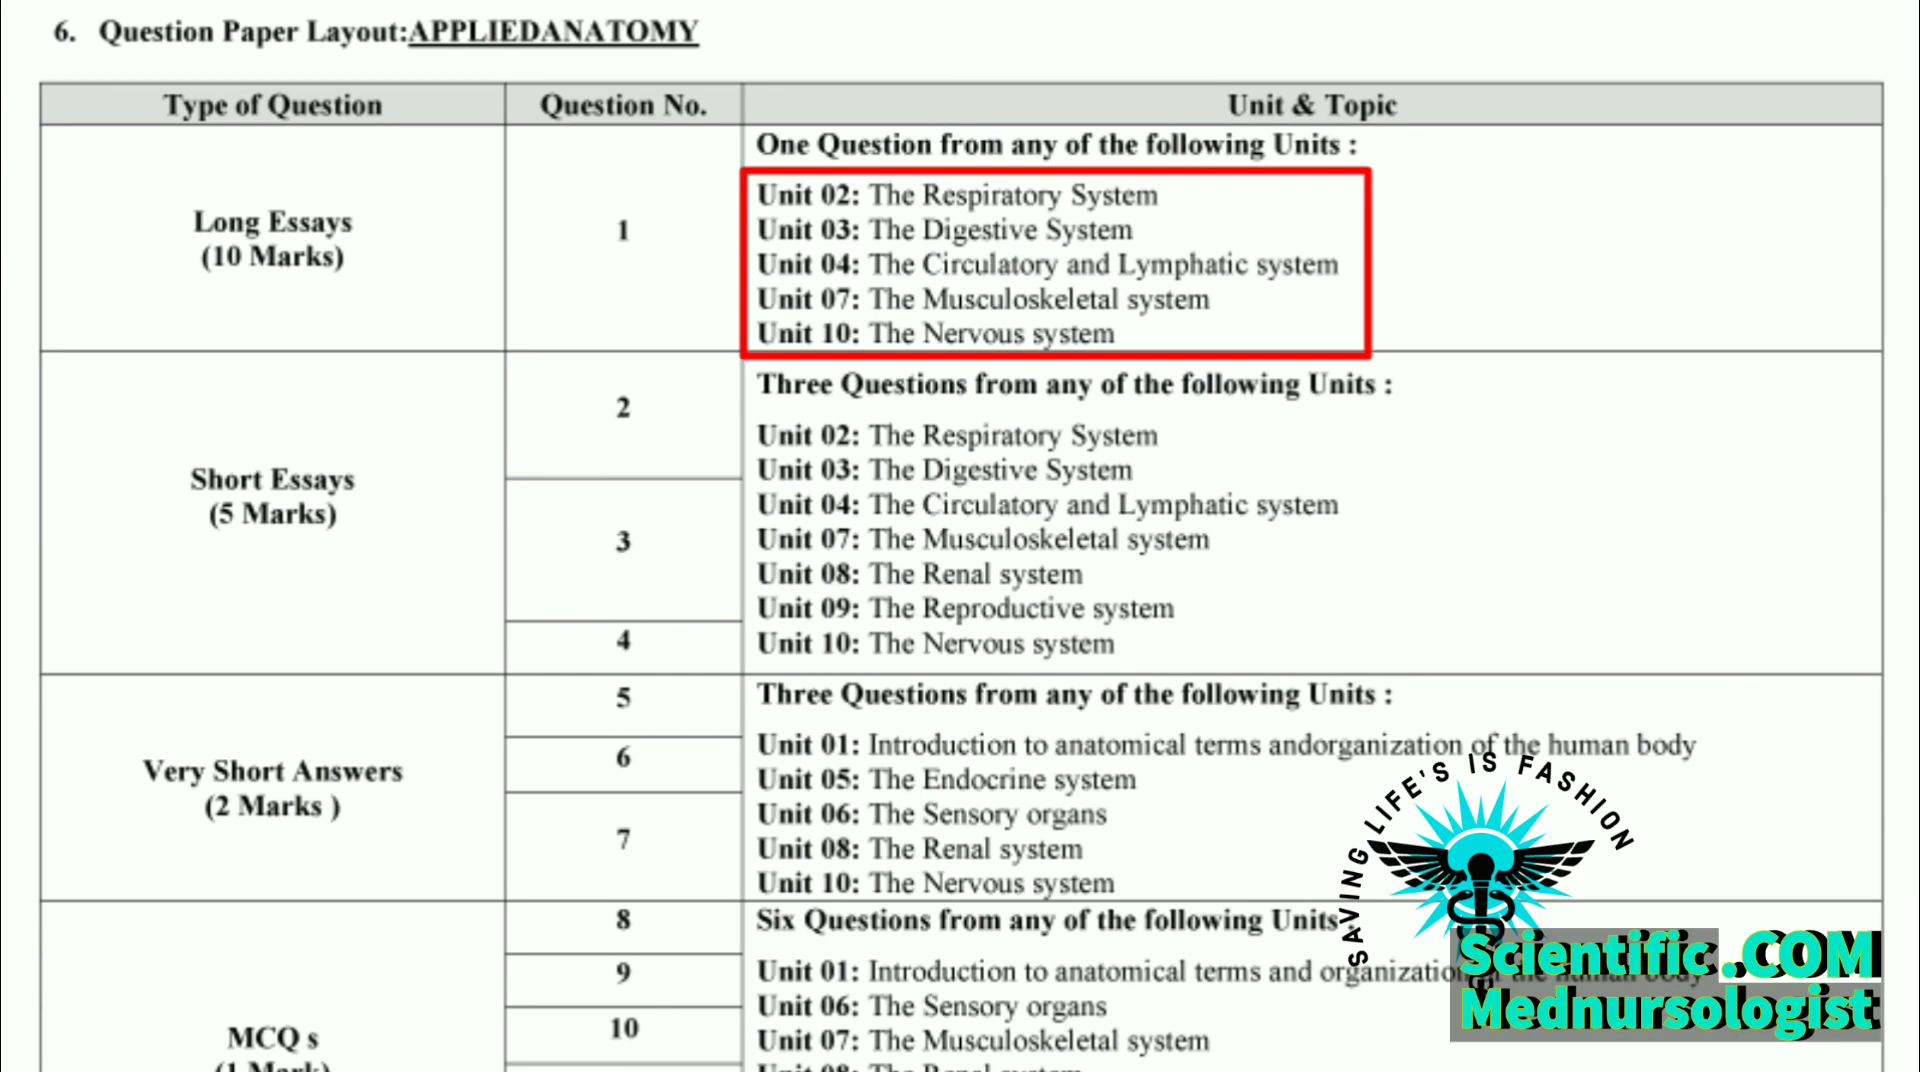 6. Question Paper Layout:APPLIEDANATOMY
Type of Question
Question No.
Unit & Topic
Long Essays
(10 Marks)
1
One Question from any of the following Units :
Unit 02: The Respiratory System
Unit 03: The Digestive System
Unit 04: The Circulatory and Lymphatic system
Unit 07: The Musculoskeletal system
Unit 10: The Nervous system
Short Essays
(5 Marks)
2
3
4
Three Questions from any of the following Units :
Unit 02: The Respiratory System
Unit 03: The Digestive System
Unit 04: The Circulatory and Lymphatic system
Unit 07: The Musculoskeletal system
Unit 08: The Renal system
Unit 09: The Reproductive system
Unit 10: The Nervous system
Very Short Answers
(2 Marks )
5
6
7
Three Questions from any of the following Units :
Unit 01: Introduction to anatomical terms andorganization of the human body
Unit 05: The Endocrine system
Unit 06: The Sensory organs
Unit 08: The Renal system
Unit 10: The Nervous system
MCQ s
(1 Mark)
8
9
10
Six Questions from any of the following Units
Unit 01: Introduction to anatomical terms and organization
Unit 06: The Sensory organs
Unit 07: The Musculoskeletal system
Unit 08: The Renal system
SAVING LIFE'S IS FASHION
Scientific .COM
Mednursologist